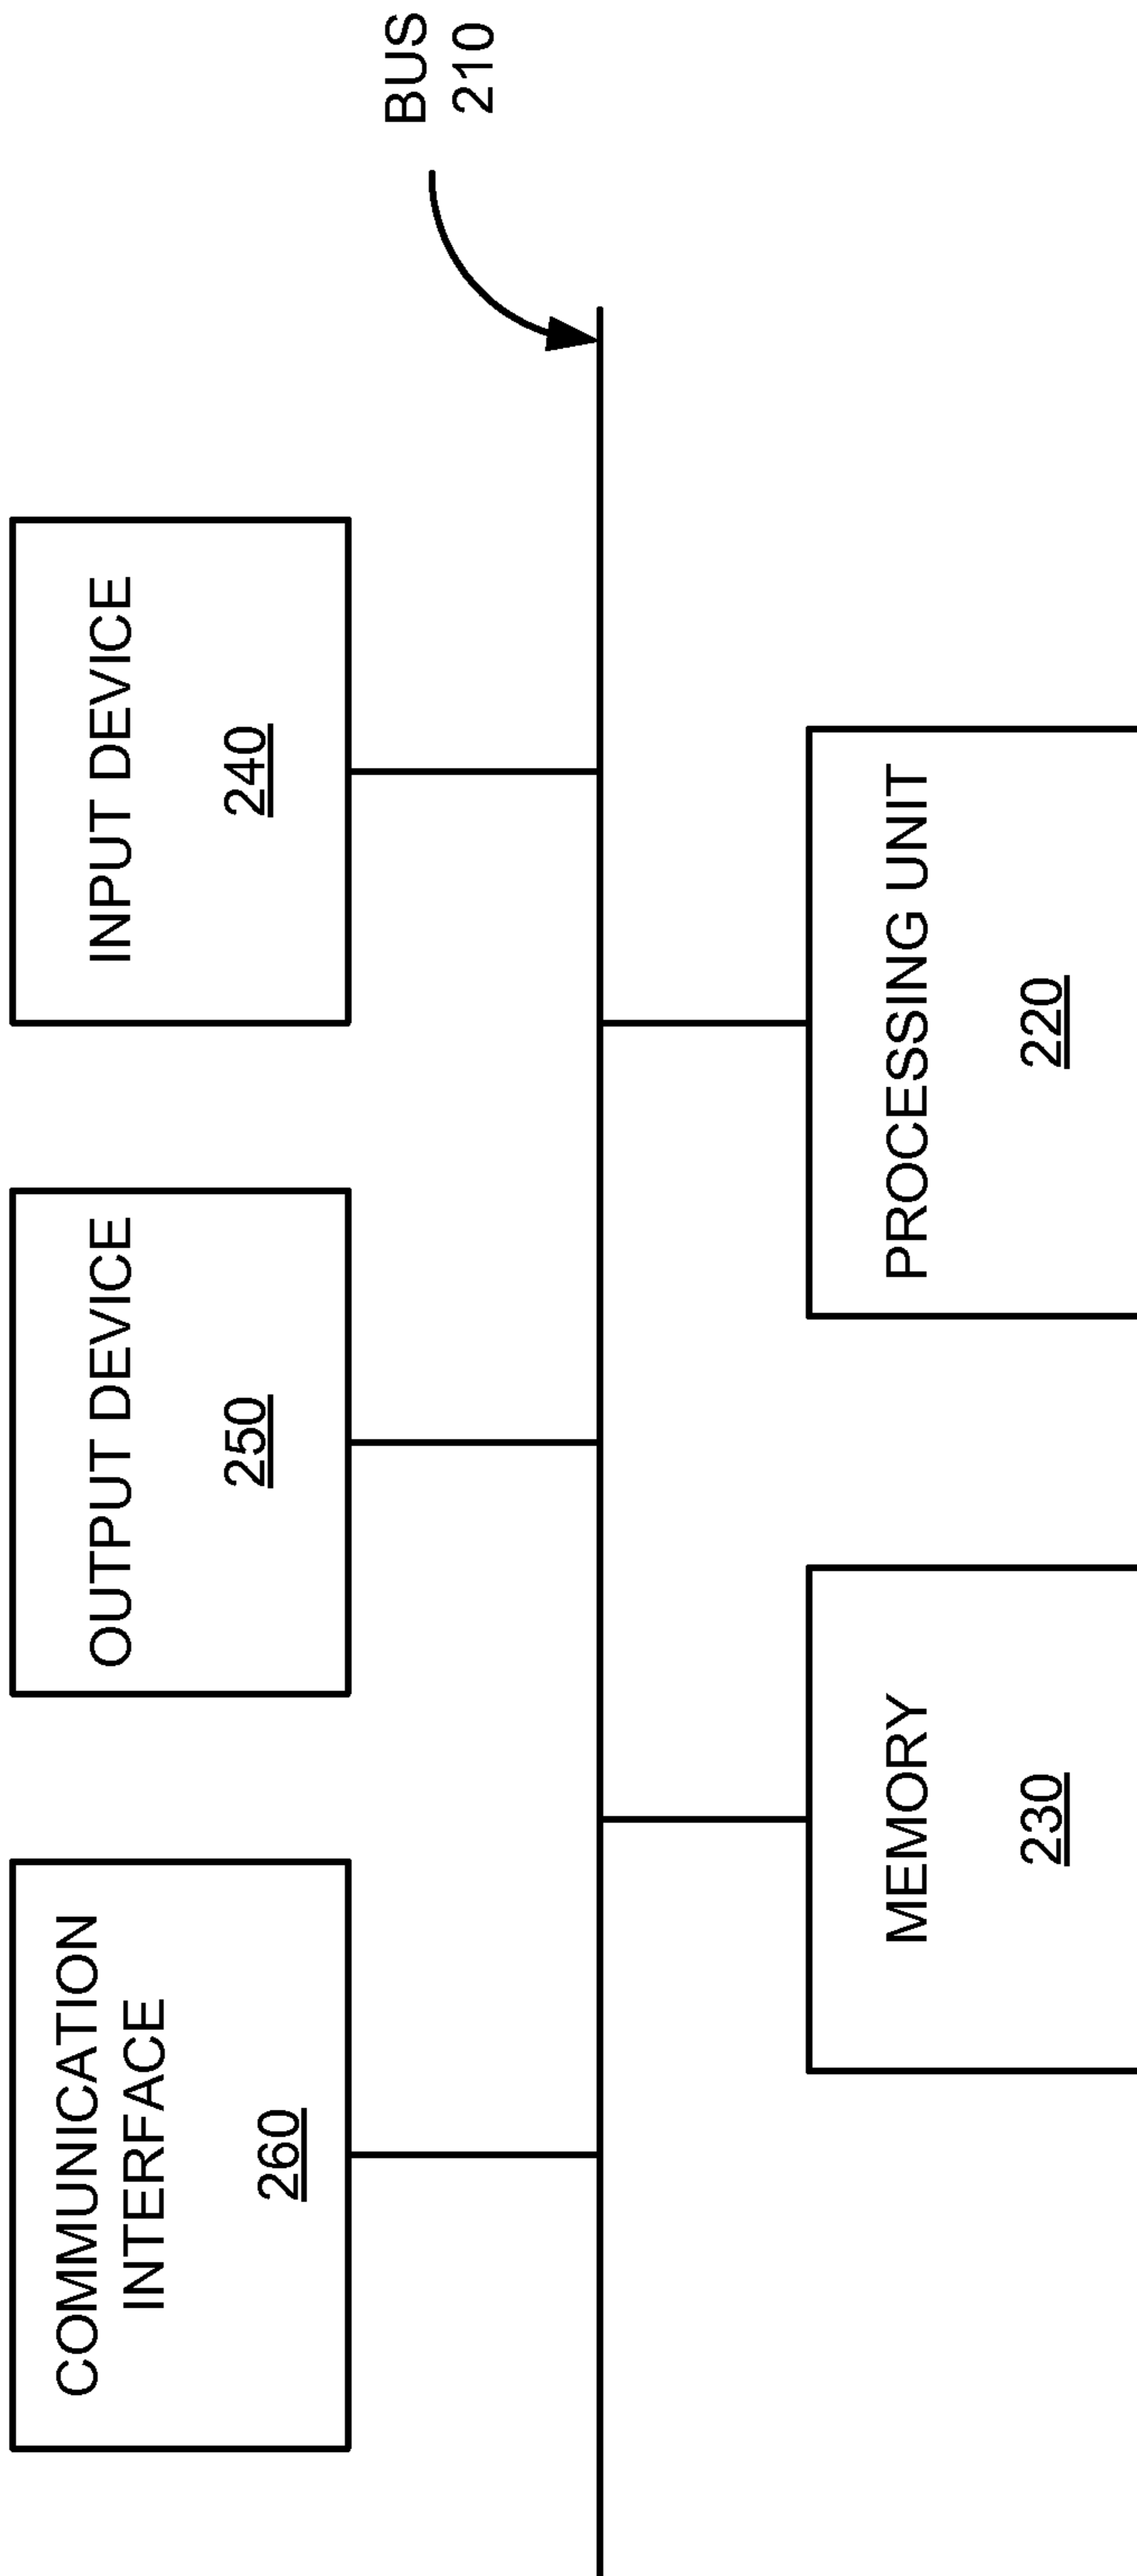 COMMUNICATION
INTERFACE
260
OUTPUT DEVICE
250
INPUT DEVICE
240
BUS
210
MEMORY
230
PROCESSING UNIT
220